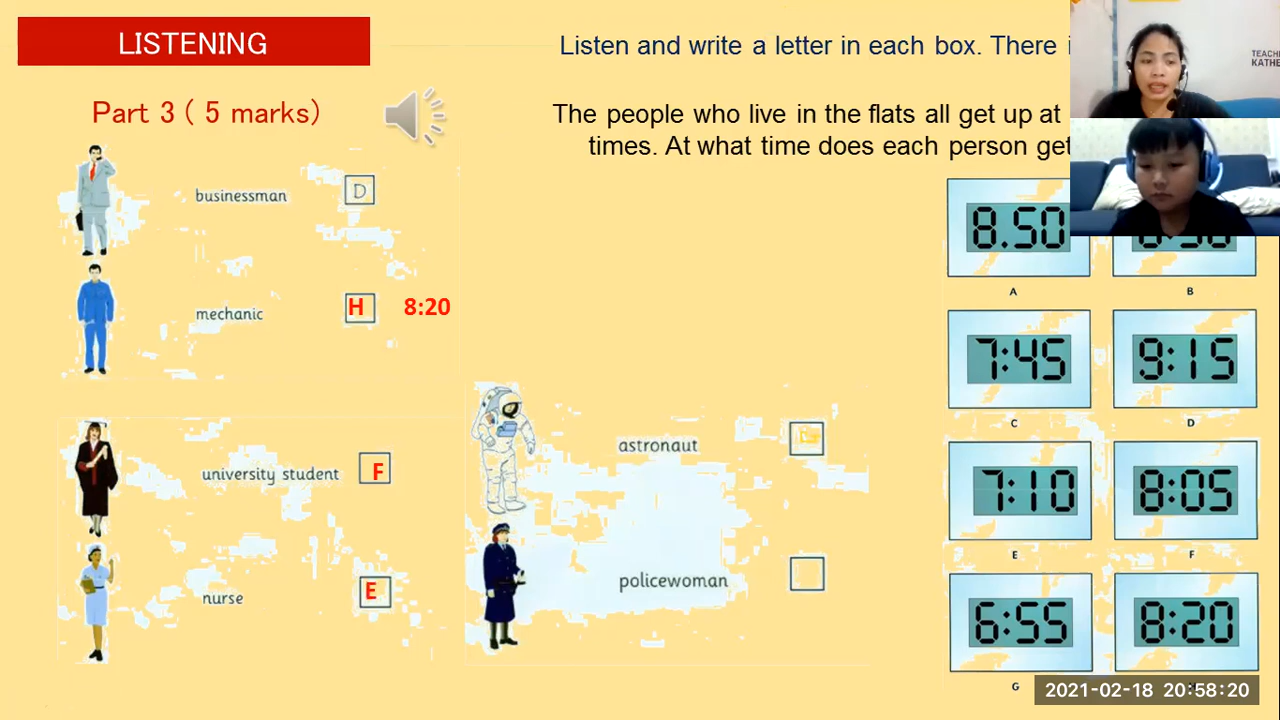 LISTENING
Listen and write a letter in each box. There
Part 3 ( 5 marks)
The people who live in the flats all get up at
times. At what time does each person get
businessman D
mechanic H 8:20
university student F
nurse E
astronaut
policewoman
8.50
A B
7:45 9:15
C D
7:10 8:05
E F
6:55 8:20
G
2021-02-18 20:58:20